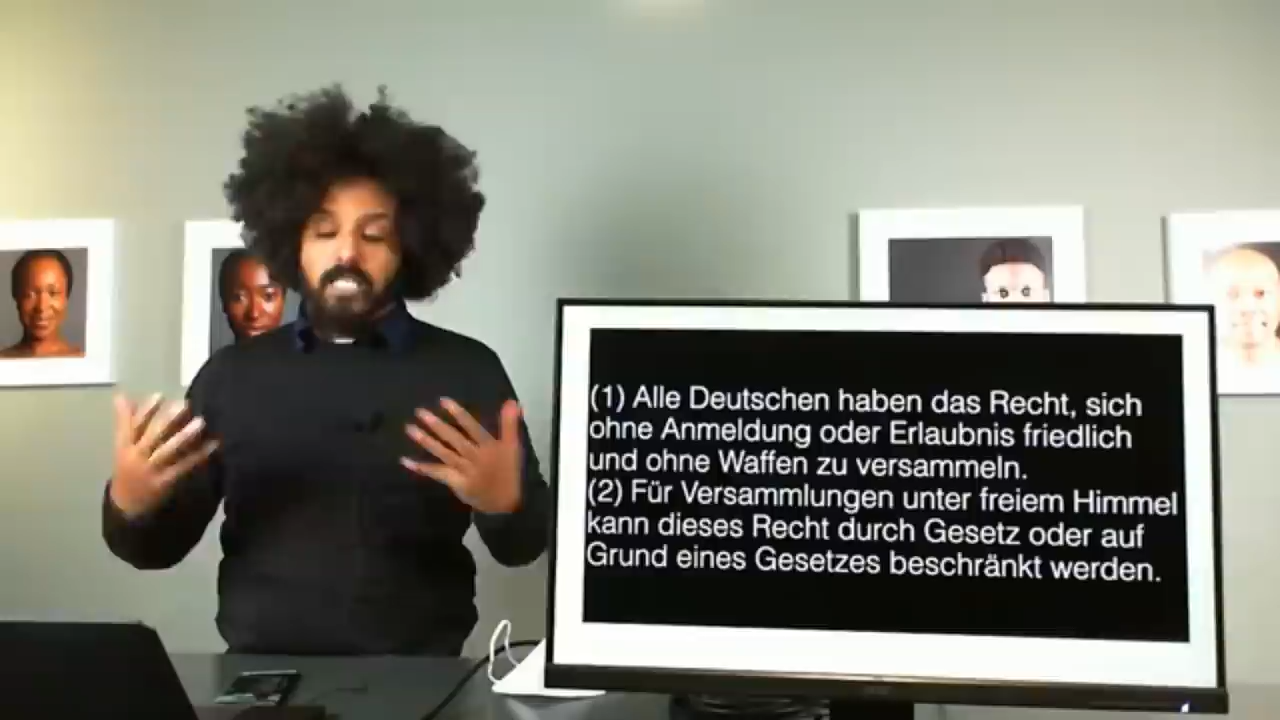 (1) Alle Deutschen haben das Recht, sich
ohne Anmeldung oder Erlaubnis friedlich
und ohne Waffen zu versammeln.
(2) Für Versammlungen unter freiem Himmel
kann dieses Recht durch Gesetz oder auf
Grund eines Gesetzes beschränkt werden.